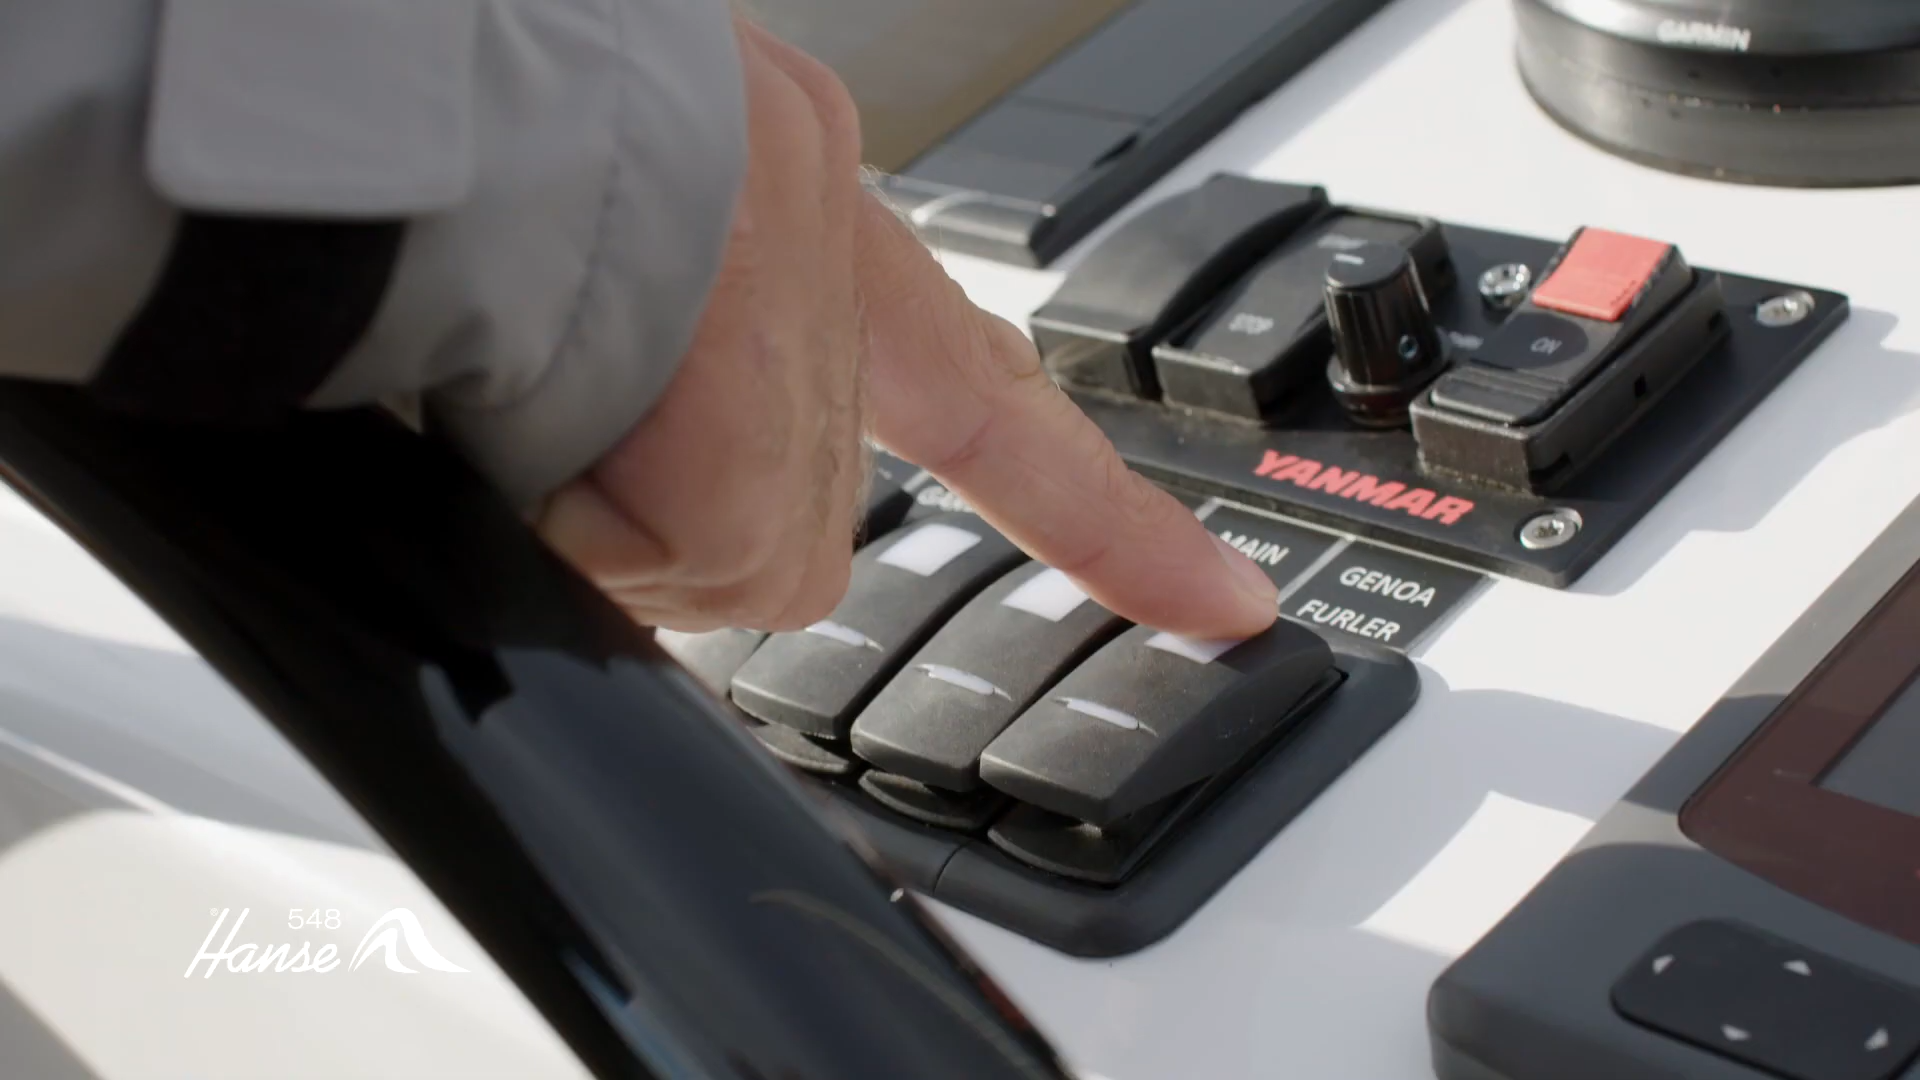 GARMIN
STOP
ON
YANMAR
MAIN
GENOA
FURLER
548
Hanse